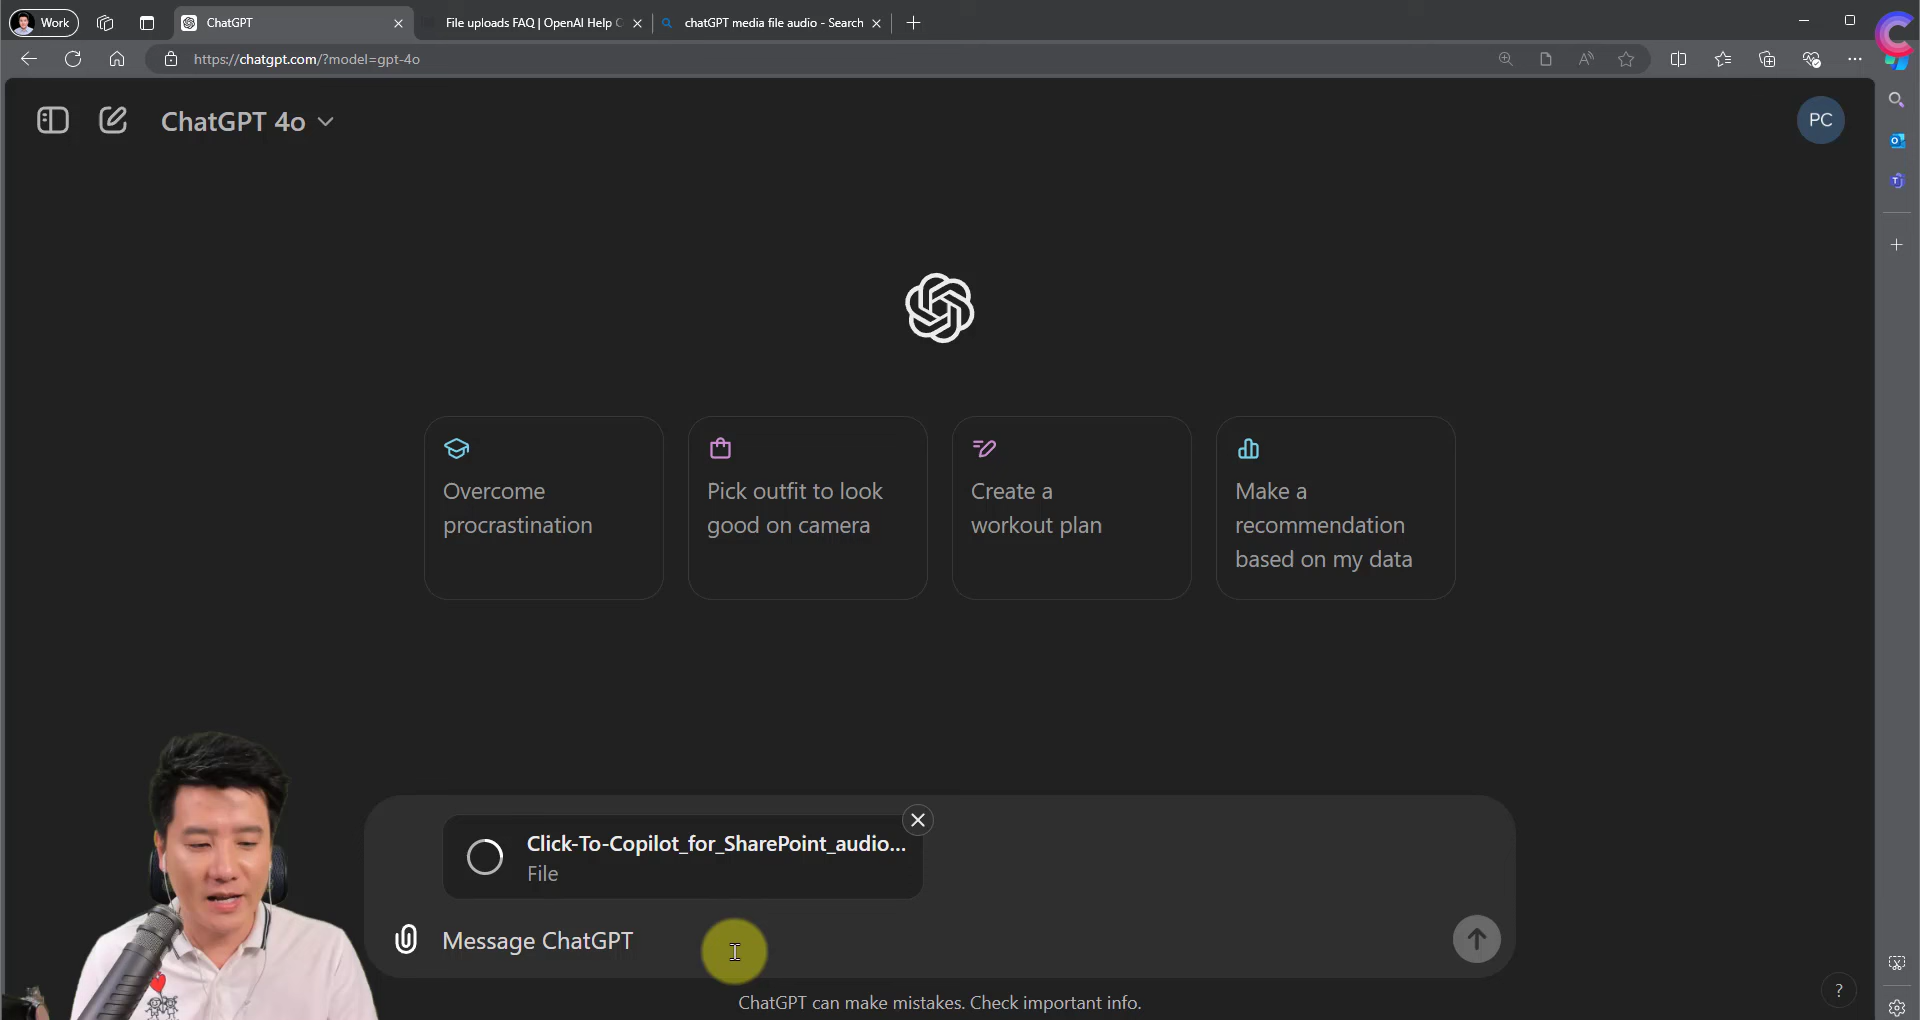 Work
ChatGPT
File uploads FAQ | OpenAI Help C
chatGPT media file audio - Search
https://chatgpt.com/?model=gpt-4o
ChatGPT 4o
PC
Overcome
procrastination
Pick outfit to look
good on camera
Create a
workout plan
Make a
recommendation
based on my data
Click-To-Copilot_for_SharePoint_audio...
File
Message ChatGPT
ChatGPT can make mistakes. Check important info.
?